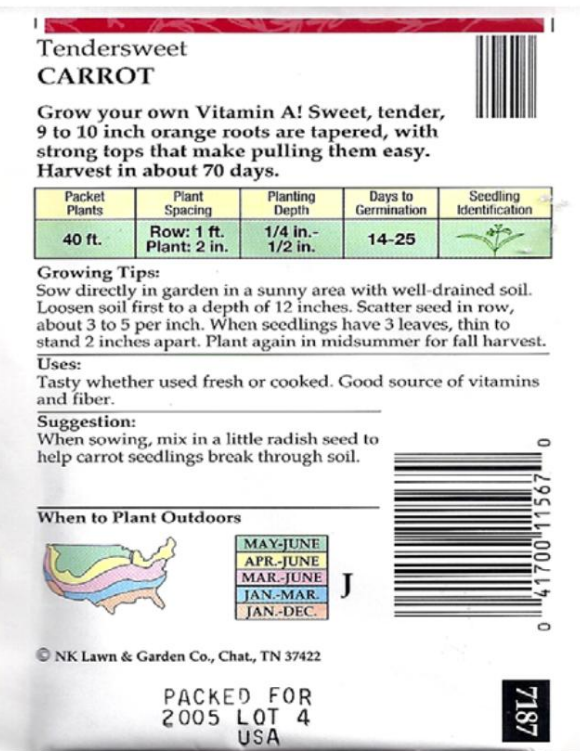 Tendersweet
CARROT
Grow your own Vitamin A! Sweet, tender,
9 to 10 inch orange roots are tapered, with
strong tops that make pulling them easy.
Harvest in about 70 days.
Packet Plants
Plant Spacing
Planting Depth
Days to Germination
Seedling Identification
40 ft.
Row: 1 ft. Plant: 2 in.
1/4 in.- 1/2 in.
14-25
Growing Tips:
Sow directly in garden in a sunny area with well-drained soil.
Loosen soil first to a depth of 12 inches. Scatter seed in row,
about 3 to 5 per inch. When seedlings have 3 leaves, thin to
stand 2 inches apart. Plant again in midsummer for fall harvest.
Uses:
Tasty whether used fresh or cooked. Good source of vitamins
and fiber.
Suggestion:
When sowing, mix in a little radish seed to
help carrot seedlings break through soil.
0 41700 11567 0
When to Plant Outdoors
MAY-JUNE
APR.-JUNE
MAR.-JUNE
JAN.-MAR.
JAN.-DEC.
J
© NK Lawn & Garden Co., Chat., TN 37422
PACKED FOR
2005 LOT 4
USA
7187